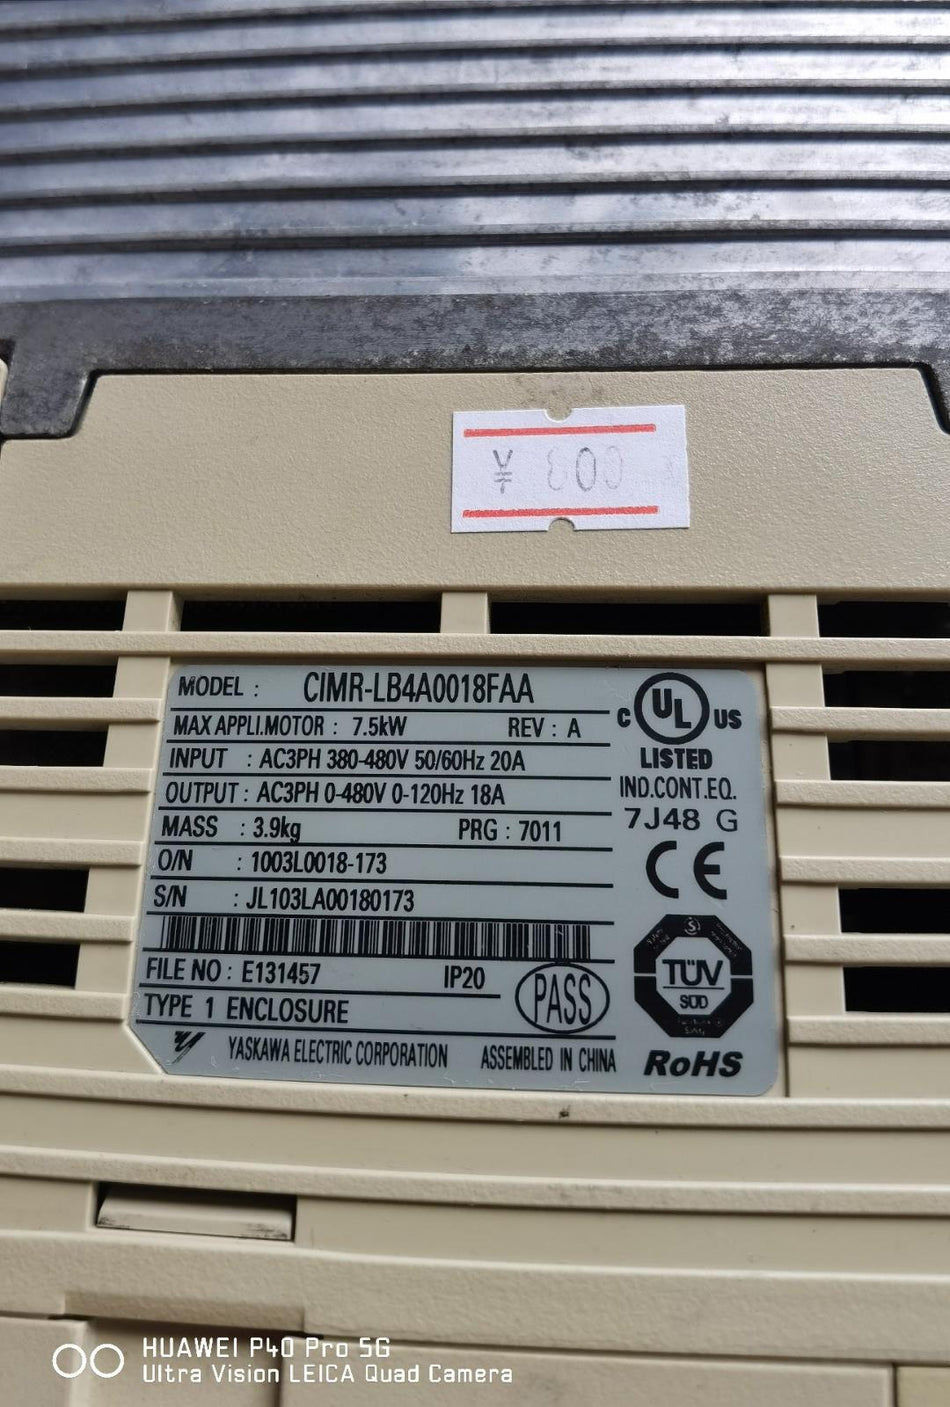 ¥ 800
MODEL : CIMR-LB4A0018FAA
MAX APPLI.MOTOR : 7.5kW REV : A
INPUT : AC3PH 380-480V 50/60Hz 20A
OUTPUT : AC3PH 0-480V 0-120Hz 18A
MASS : 3.9kg PRG : 7011
O/N : 1003L0018-173
S/N : JL103LA00180173
FILE NO : E131457 IP20
TYPE 1 ENCLOSURE
PASS
YASKAWA ELECTRIC CORPORATION ASSEMBLED IN CHINA
C UL US
LISTED
IND.CONT.EQ.
7J48 G
CE
TÜV
SÜD
RoHS
HUAWEI P40 Pro 5G
Ultra Vision LEICA Quad Camera